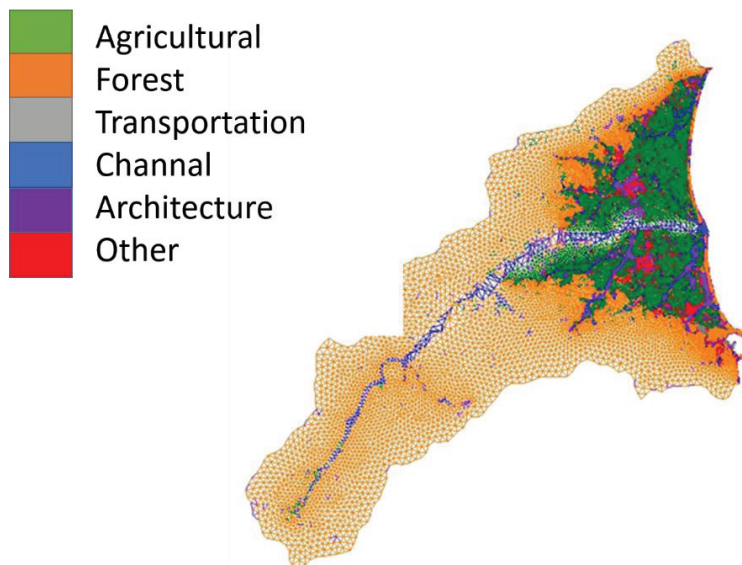 Agricultural
Forest
Transportation
Channal
Architecture
Other